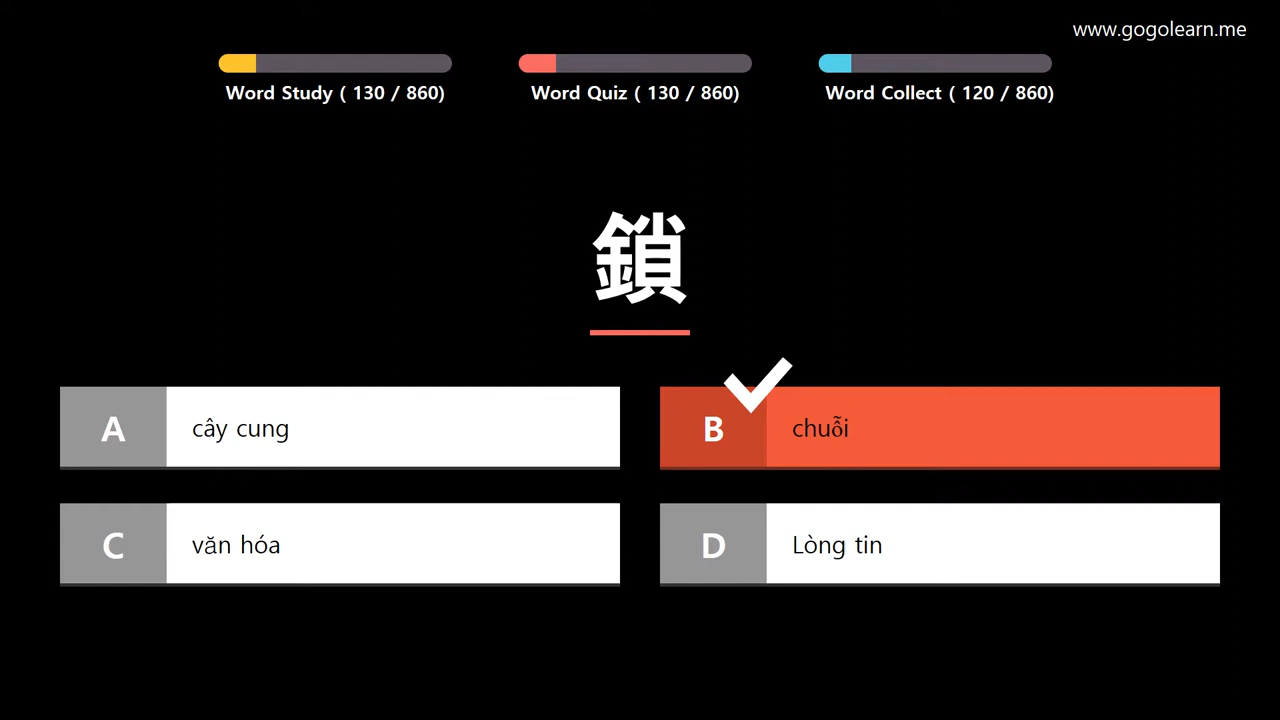 www.gogolearn.me
Word Study ( 130 / 860)
Word Quiz ( 130 / 860)
Word Collect ( 120 / 860)
鎖
A
cây cung
B
chuỗi
C
văn hóa
D
Lòng tin